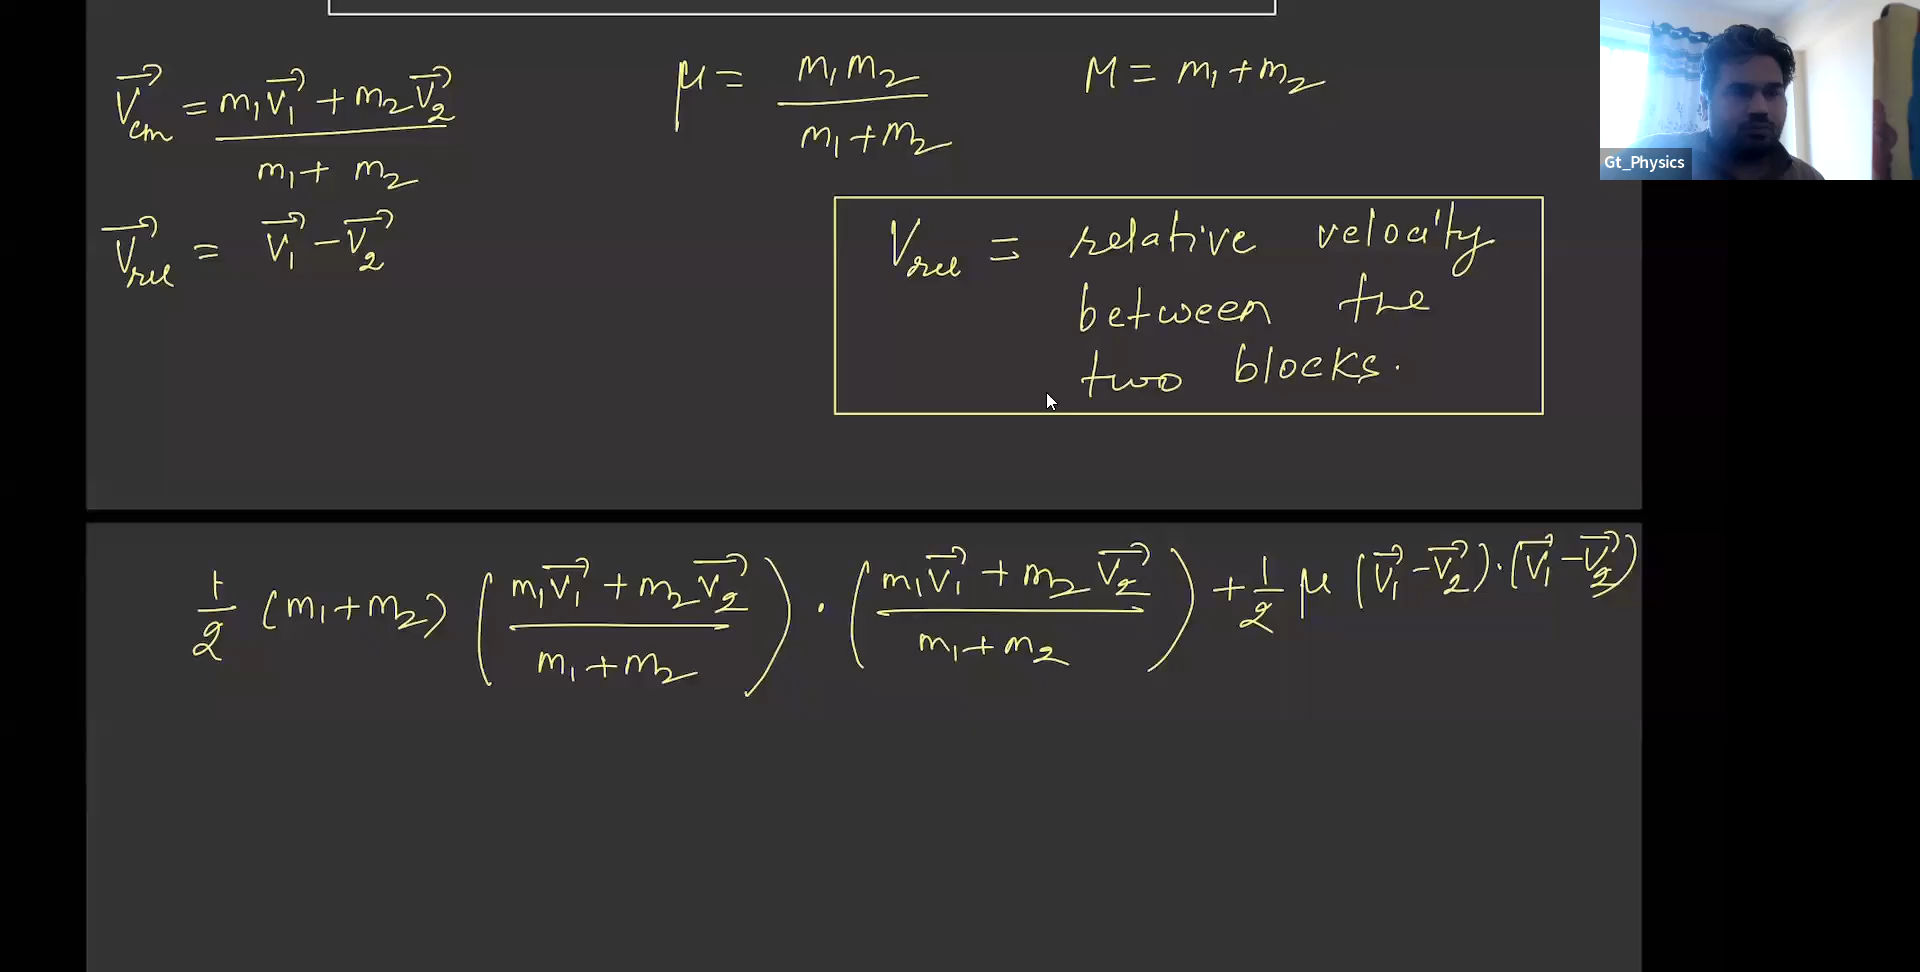 V⃗cm = (m₁V⃗₁ + m₂V⃗₂) / (m₁ + m₂)
μ = m₁m₂ / (m₁ + m₂)
M = m₁ + m₂
Gt_Physics
V⃗rel = V⃗₁ − V⃗₂
Vrel = relative velocity
between the
two blocks.
1/2 (m₁ + m₂) ((m₁V⃗₁ + m₂V⃗₂) / (m₁ + m₂)) · ((m₁V⃗₁ + m₂V⃗₂) / (m₁ + m₂)) + 1/2 μ (V⃗₁ − V⃗₂)·(V⃗₁ − V⃗₂)